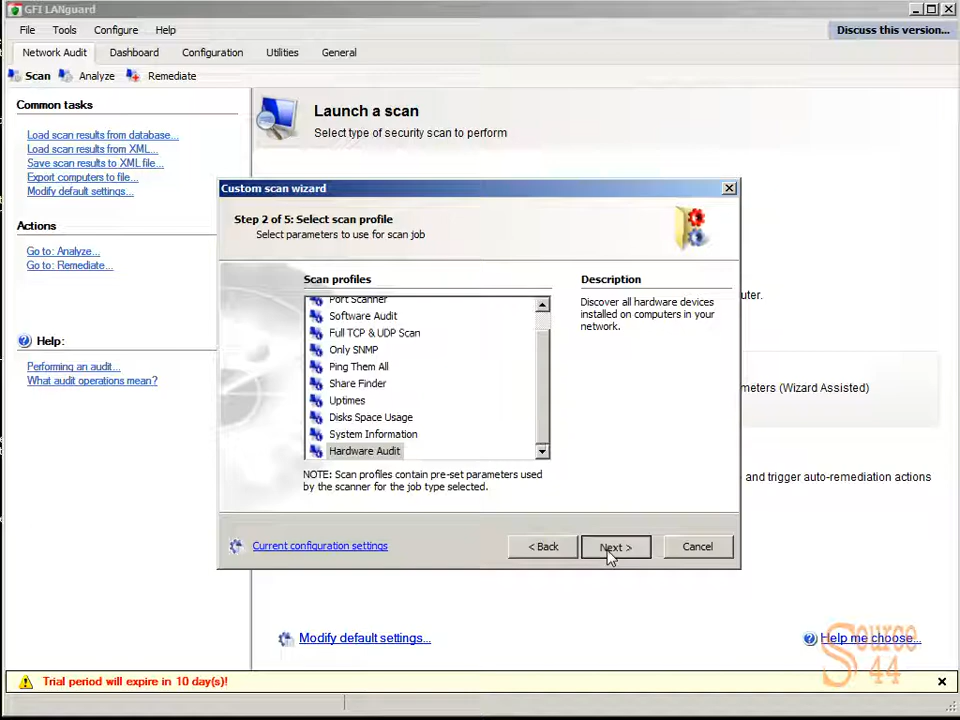 GFI LANguard
File Tools Configure Help
Discuss this version...
Network Audit Dashboard Configuration Utilities General
Scan Analyze Remediate
Common tasks
Load scan results from database...
Load scan results from XML...
Save scan results to XML file...
Export computers to file...
Modify default settings...
Actions
Go to: Analyze...
Go to: Remediate...
Help:
Performing an audit...
What audit operations mean?
Launch a scan
Select type of security scan to perform
Custom scan wizard
Step 2 of 5: Select scan profile
Select parameters to use for scan job
Scan profiles
Port Scanner
Software Audit
Full TCP & UDP Scan
Only SNMP
Ping Them All
Share Finder
Uptimes
Disks Space Usage
System Information
Hardware Audit
NOTE: Scan profiles contain pre-set parameters used
by the scanner for the job type selected.
Description
Discover all hardware devices
installed on computers in your
network.
Current configuration settings
< Back Next > Cancel
uter.
meters (Wizard Assisted)
and trigger auto-remediation actions
Modify default settings...
Help me choose...
Source
44
Trial period will expire in 10 day(s)!